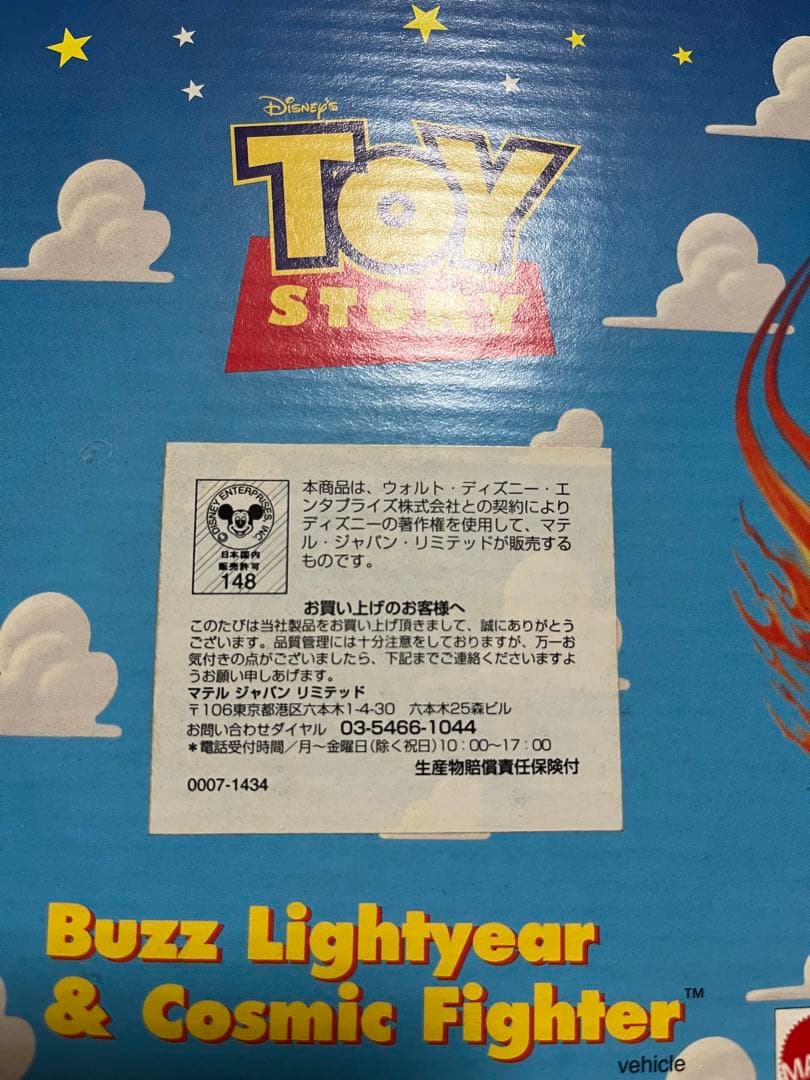 DISNEY'S
TOY
STORY
©DISNEY ENTERPRISES, INC.
日本国内
販売許可
148
本商品は、ウォルト・ディズニー・エ
ンタプライズ株式会社との契約により
ディズニーの著作権を使用して、マテ
ル・ジャパン・リミテッドが販売する
ものです。
お買い上げのお客様へ
このたびは当社製品をお買い上げ頂きまして、誠にありがとう
ございます。品質管理には十分注意をしておりますが、万一お
気付きの点がございましたら、下記までご連絡くださいますよ
うお願い申しあげます。
マテル ジャパン リミテッド
〒106東京都港区六本木1-4-30 六本木25森ビル
お問い合わせダイヤル 03-5466-1044
＊電話受付時間／月～金曜日(除く祝日)10：00～17：00
生産物賠償責任保険付
0007-1434
Buzz Lightyear
& Cosmic Fighter™
vehicle